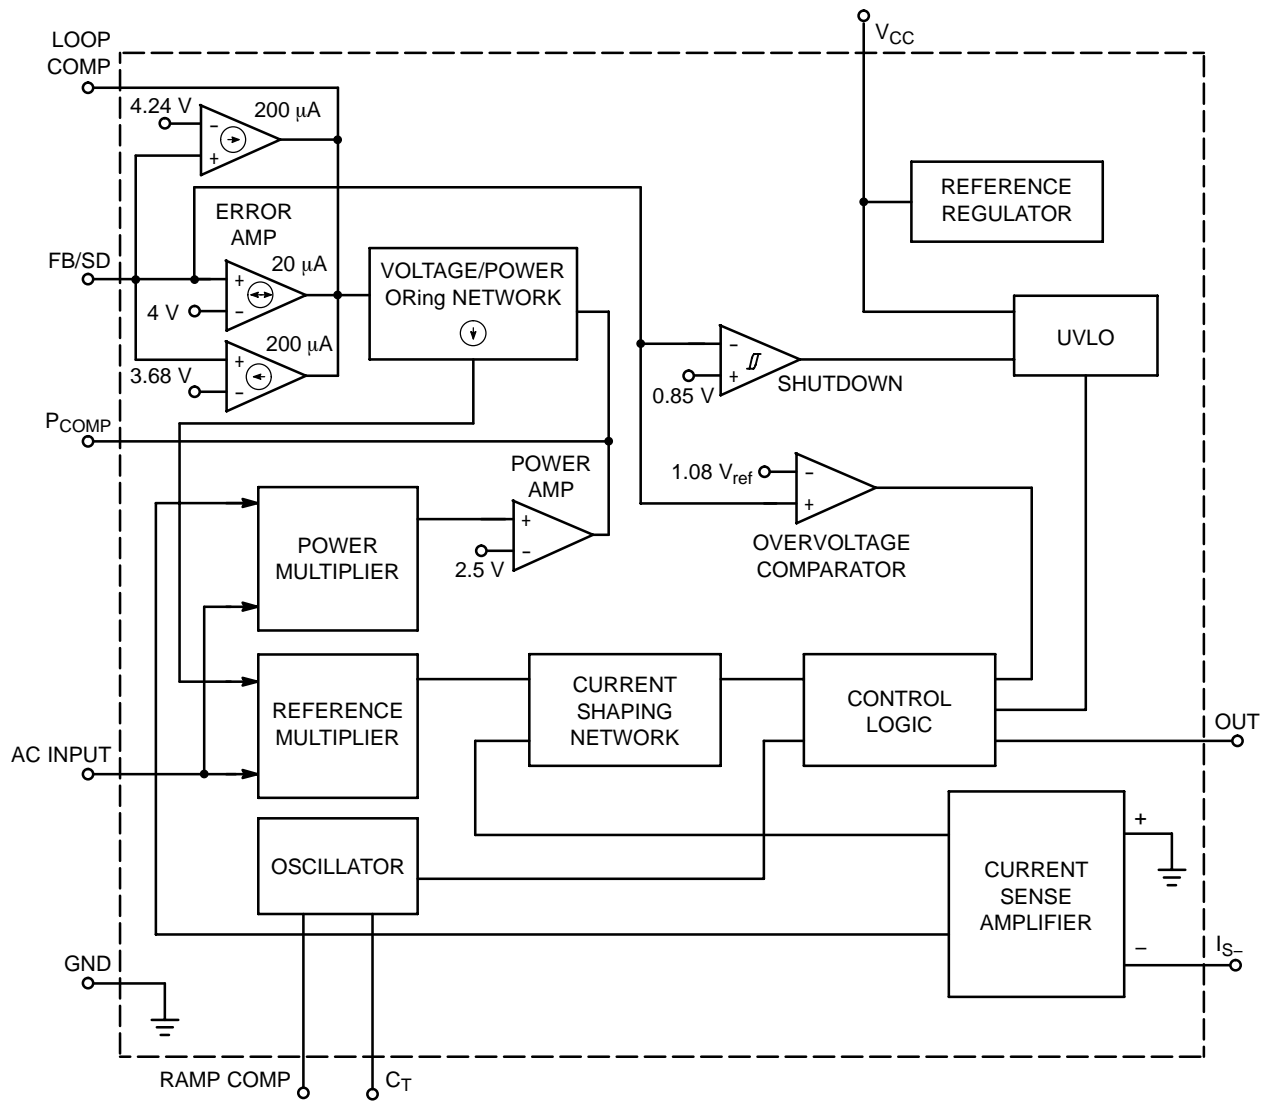 LOOP
COMP
V_CC
4.24 V
200 μA
−
+
REFERENCE
REGULATOR
ERROR
AMP
FB/SD
20 μA
+
4 V
−
VOLTAGE/POWER
ORing NETWORK
200 μA
+
3.68 V
−
−
+
0.85 V
SHUTDOWN
UVLO
P_COMP
POWER
AMP
1.08 V_ref
−
+
OVERVOLTAGE
COMPARATOR
POWER
MULTIPLIER
+
−
2.5 V
REFERENCE
MULTIPLIER
CURRENT
SHAPING
NETWORK
CONTROL
LOGIC
OUT
AC INPUT
OSCILLATOR
CURRENT
SENSE
AMPLIFIER
+
−
I_S−
GND
RAMP COMP
C_T